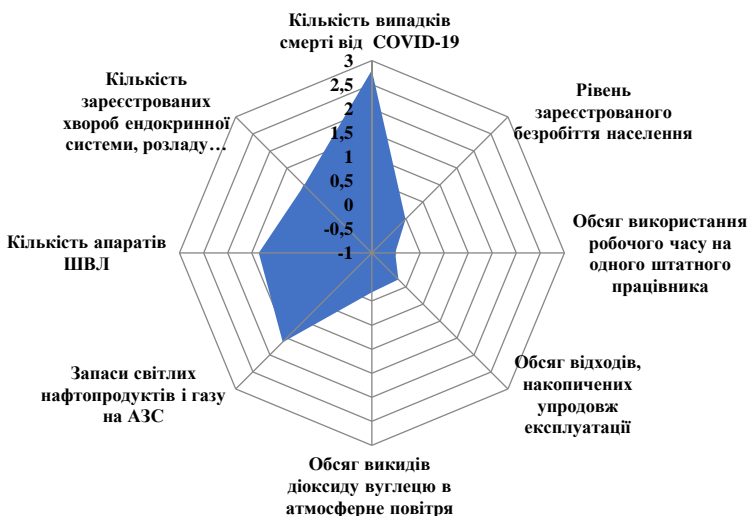 Кількість випадків
смерті від COVID-19
3
2,5
2
1,5
1
0,5
0
-0,5
-1
Рівень
зареєстрованого
безробіття населення
Обсяг використання
робочого часу на
одного штатного
працівника
Обсяг відходів,
накопичених
упродовж
експлуатації
Обсяг викидів
діоксиду вуглецю в
атмосферне повітря
Запаси світлих
нафтопродуктів і газу
на АЗС
Кількість апаратів
ШВЛ
Кількість
зареєстрованих
хвороб ендокринної
системи, розладу…